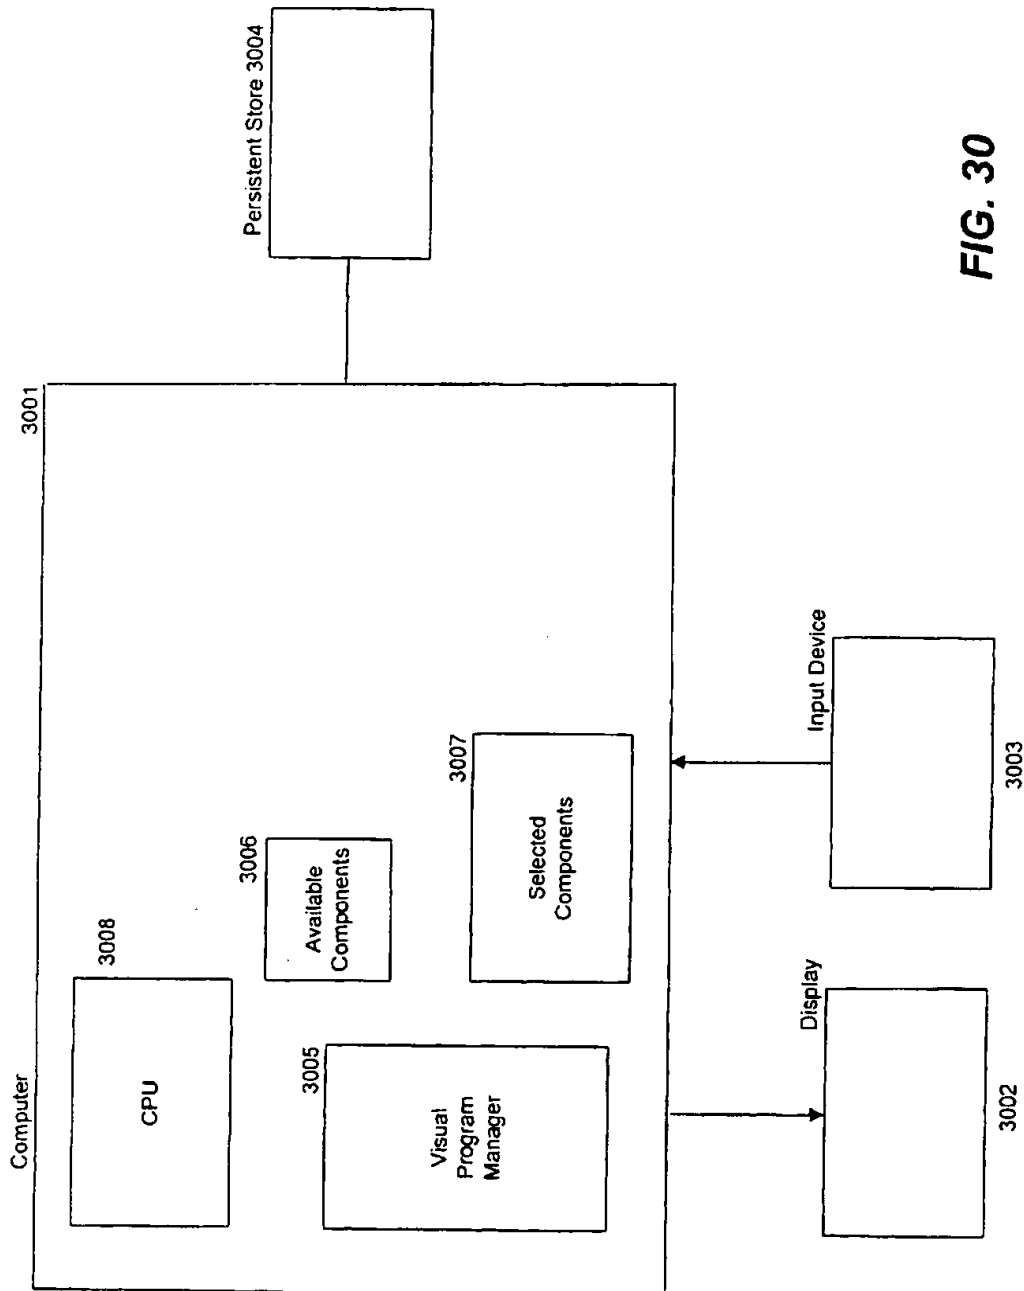 Computer
3001
CPU
3008
Visual
Program
Manager
3005
Available
Components
3006
Selected
Components
3007
Persistent Store 3004
Display
3002
Input Device
3003
FIG. 30